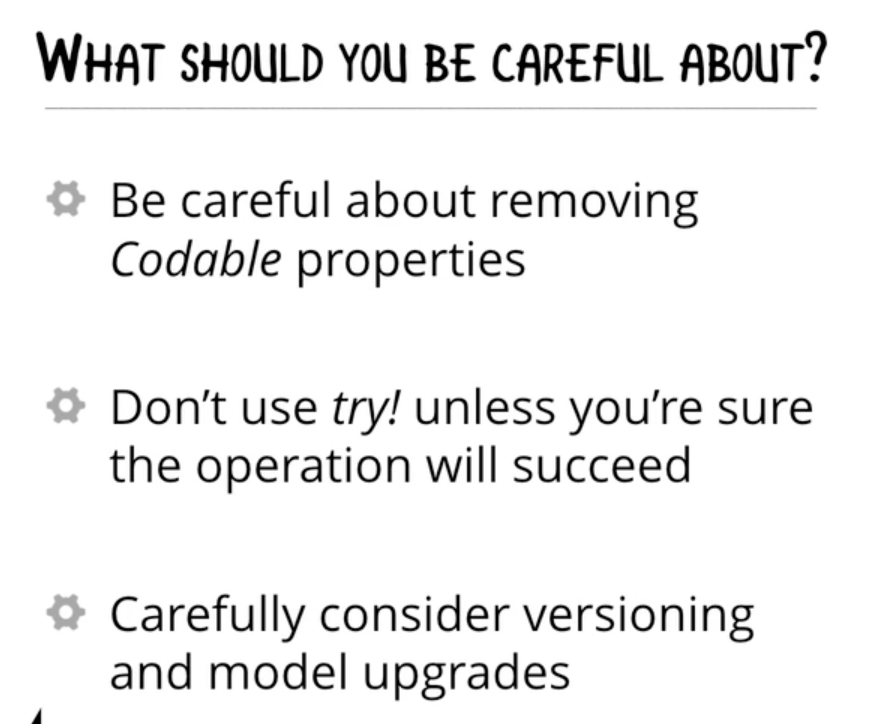 WHAT SHOULD YOU BE CAREFUL ABOUT?
Be careful about removing
Codable properties
Don’t use try! unless you’re sure
the operation will succeed
Carefully consider versioning
and model upgrades